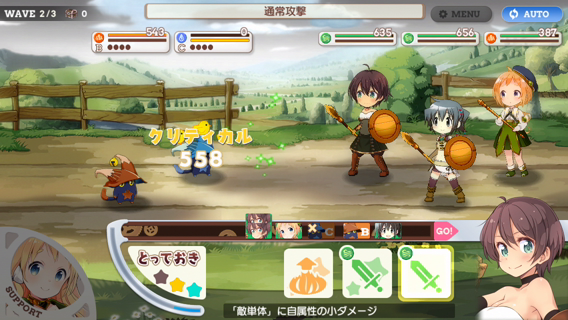 WAVE 2/3 0
通常攻撃
MENU
AUTO
543
B
0
C
635
656
387
クリティカル
558
C
B
GO!
とっておき
SUPPORT
「敵単体」に自属性の小ダメージ